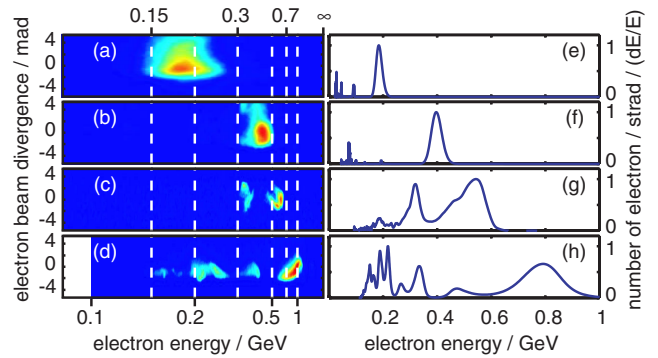 0.15 0.3 0.7 ∞
electron beam divergence / mad
4
0
-4
(a)
4
0
-4
(b)
4
0
-4
(c)
4
0
-4
(d)
0.1 0.2 0.5 1
electron energy / GeV
(e)
1
0
(f)
1
0
(g)
1
0
(h)
1
0
0.2 0.4 0.6 0.8 1
electron energy / GeV
number of electron / strad / (dE/E)